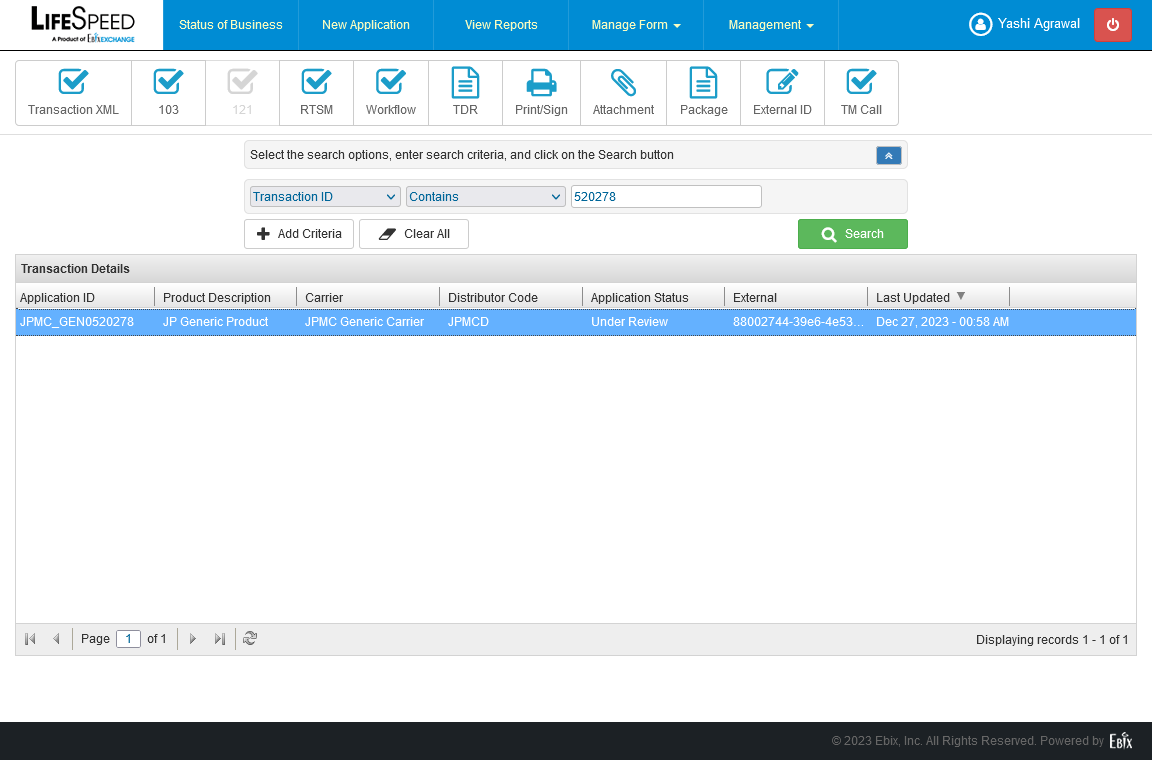 LIFESPEED
A Product of EbixEXCHANGE
Status of Business New Application View Reports Manage Form Management Yashi Agrawal
Transaction XML 103 121 RTSM Workflow TDR Print/Sign Attachment Package External ID TM Call
Select the search options, enter search criteria, and click on the Search button
Transaction ID Contains 520278
Add Criteria Clear All Search
Transaction Details
Application ID Product Description Carrier Distributor Code Application Status External Last Updated
JPMC_GEN0520278 JP Generic Product JPMC Generic Carrier JPMCD Under Review 88002744-39e6-4e53... Dec 27, 2023 - 00:58 AM
Page 1 of 1 Displaying records 1 - 1 of 1
© 2023 Ebix, Inc. All Rights Reserved. Powered by Ebix